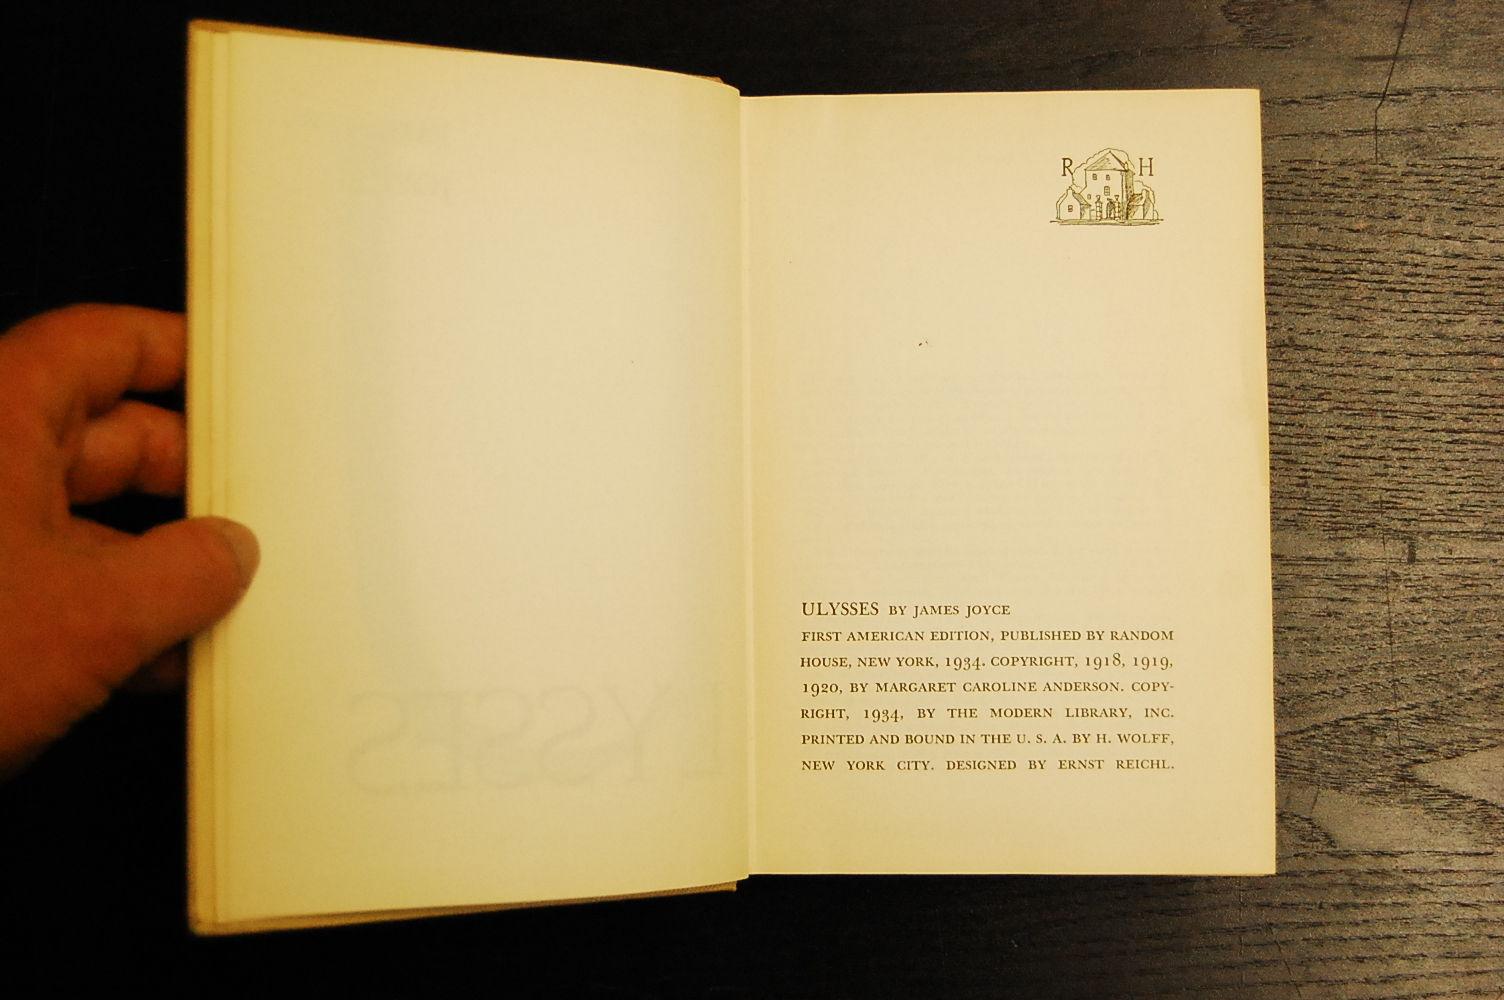 R H
ULYSSES BY JAMES JOYCE
FIRST AMERICAN EDITION, PUBLISHED BY RANDOM
HOUSE, NEW YORK, 1934. COPYRIGHT, 1918, 1919,
1920, BY MARGARET CAROLINE ANDERSON. COPY-
RIGHT, 1934, BY THE MODERN LIBRARY, INC.
PRINTED AND BOUND IN THE U. S. A. BY H. WOLFF,
NEW YORK CITY. DESIGNED BY ERNST REICHL.